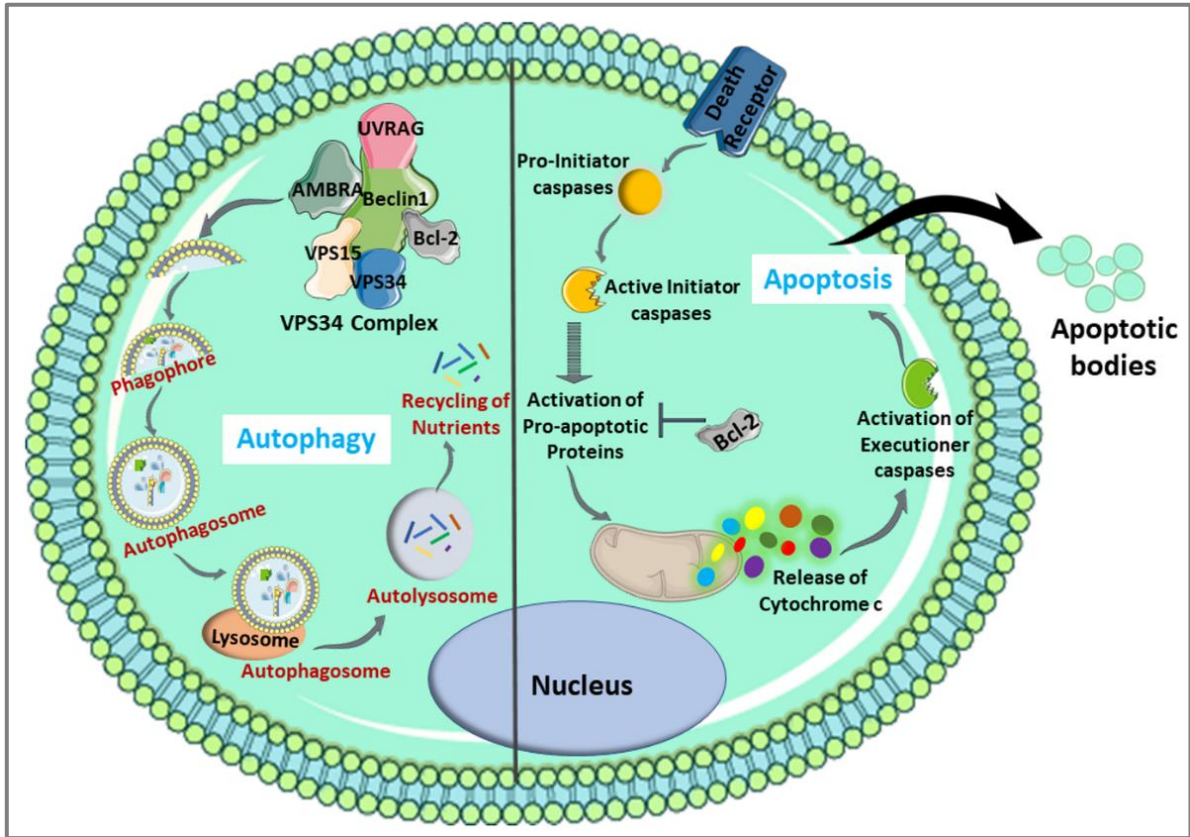 UVRAG
AMBRA
Beclin1
Bcl-2
VPS15
VPS34
VPS34 Complex
Phagophore
Autophagy
Recycling of
Nutrients
Autophagosome
Autolysosome
Lysosome
Autophagosome
Death
Receptor
Pro-Initiator
caspases
Active Initiator
caspases
Apoptosis
Apoptotic
bodies
Activation of
Pro-apoptotic
Proteins
Bcl-2
Activation of
Executioner
caspases
Release of
Cytochrome c
Nucleus